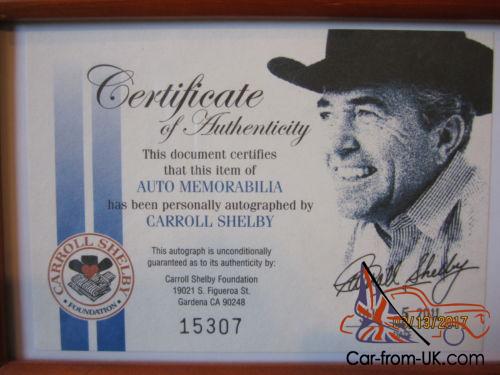 Certificate
of Authenticity
This document certifies
that this item of
AUTO MEMORABILIA
has been personally autographed by
CARROLL SHELBY
This autograph is unconditionally
guaranteed as to its authenticity by:
Carroll Shelby Foundation
19021 S. Figueroa St.
Gardena CA 90248
15307
CARROLL SHELBY
FOUNDATION
Carroll Shelby
2011
05/13/2017
Car-from-UK.com